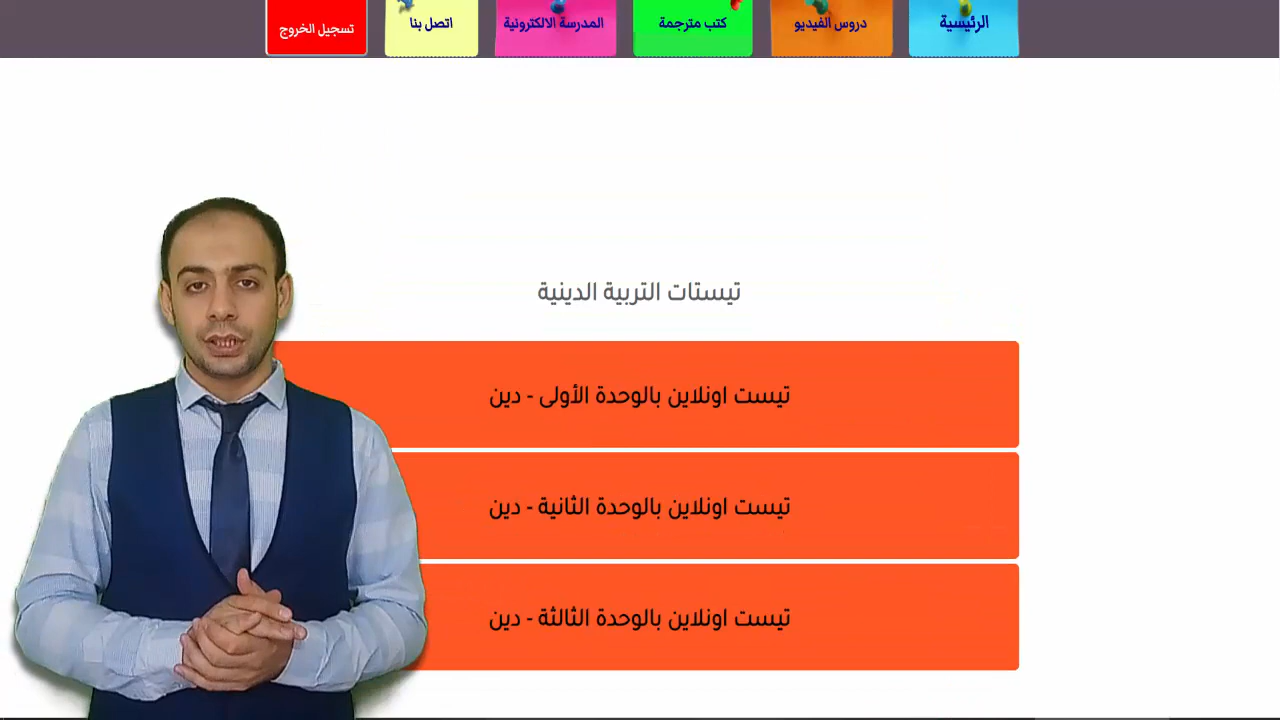 الرئيسية
دروس الفيديو
كتب مترجمة
المدرسة الالكترونية
اتصل بنا
تسجيل الخروج
تيستات التربية الدينية
تيست اونلاين بالوحدة الأولى - دين
تيست اونلاين بالوحدة الثانية - دين
تيست اونلاين بالوحدة الثالثة - دين